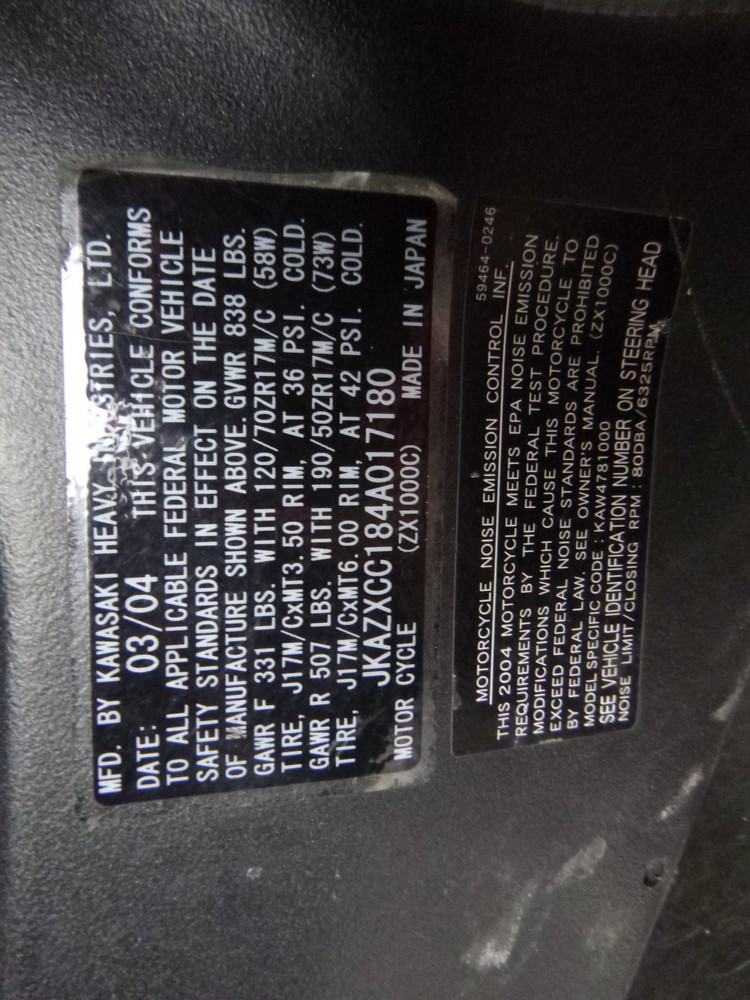 MFD. BY KAWASAKI HEAVY INDUSTRIES, LTD.
DATE: 03/04 THIS VEHICLE CONFORMS
TO ALL APPLICABLE FEDERAL MOTOR VEHICLE
SAFETY STANDARDS IN EFFECT ON THE DATE
OF MANUFACTURE SHOWN ABOVE. GVWR 838 LBS.
GAWR F 331 LBS. WITH 120/70ZR17M/C (58W)
TIRE, J17M/CxMT3.50 RIM, AT 36 PSI. COLD.
GAWR R 507 LBS. WITH 190/50ZR17M/C (73W)
TIRE, J17M/CxMT6.00 RIM, AT 42 PSI. COLD.
JKAZXCC184A017180
MOTOR CYCLE (ZX1000C) MADE IN JAPAN
59464-0246
MOTORCYCLE NOISE EMISSION CONTROL INF.
THIS 2004 MOTORCYCLE MEETS EPA NOISE EMISSION
REQUIREMENTS BY THE FEDERAL TEST PROCEDURE.
MODIFICATIONS WHICH CAUSE THIS MOTORCYCLE TO
EXCEED FEDERAL NOISE STANDARDS ARE PROHIBITED
BY FEDERAL LAW. SEE OWNER'S MANUAL. (ZX1000C)
MODEL SPECIFIC CODE : KAW4781000
SEE VEHICLE IDENTIFICATION NUMBER ON STEERING HEAD
NOISE LIMIT/CLOSING RPM : 80DBA/6325RPM